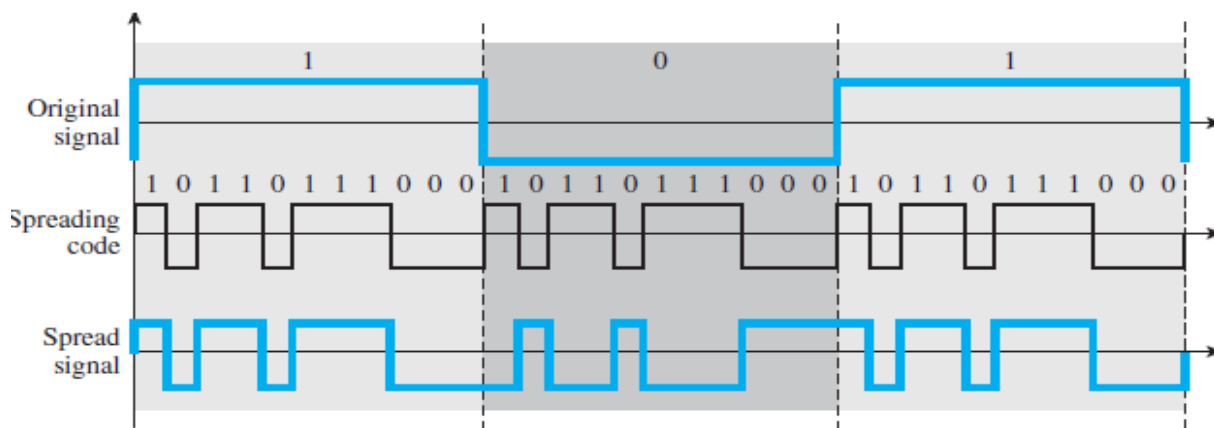 1 0 1
Original
signal
1 0 1 1 0 1 1 1 0 0 0 1 0 1 1 0 1 1 1 0 0 0 1 0 1 1 0 1 1 1 0 0 0
Spreading
code
Spread
signal